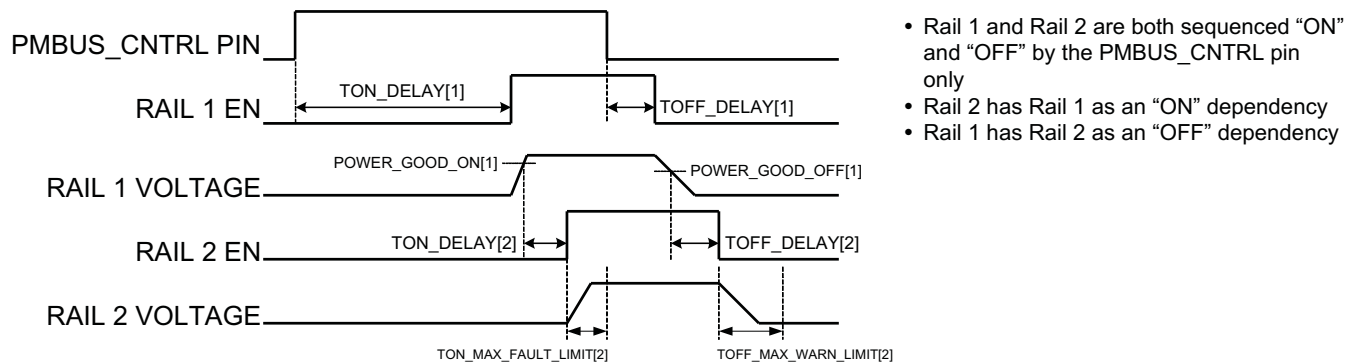 PMBUS_CNTRL PIN
TON_DELAY[1]
TOFF_DELAY[1]
RAIL 1 EN
POWER_GOOD_ON[1]
POWER_GOOD_OFF[1]
RAIL 1 VOLTAGE
TON_DELAY[2]
TOFF_DELAY[2]
RAIL 2 EN
RAIL 2 VOLTAGE
TON_MAX_FAULT_LIMIT[2]
TOFF_MAX_WARN_LIMIT[2]
• Rail 1 and Rail 2 are both sequenced “ON”
and “OFF” by the PMBUS_CNTRL pin
only
• Rail 2 has Rail 1 as an “ON” dependency
• Rail 1 has Rail 2 as an “OFF” dependency